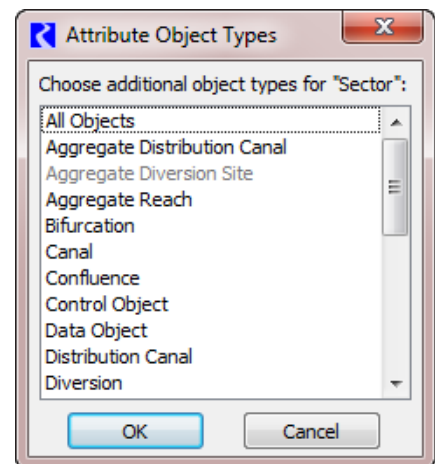 Attribute Object Types
Choose additional object types for "Sector":
All Objects
Aggregate Distribution Canal
Aggregate Diversion Site
Aggregate Reach
Bifurcation
Canal
Confluence
Control Object
Data Object
Distribution Canal
Diversion
OK Cancel